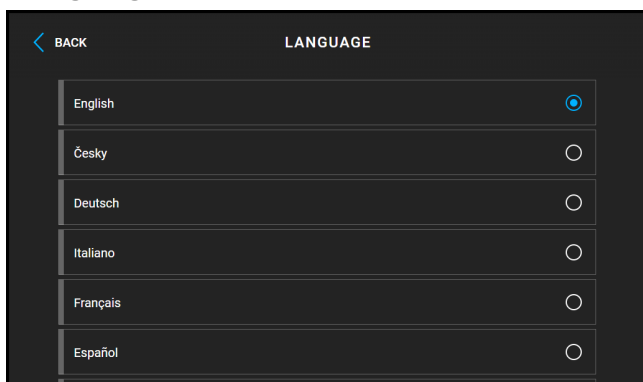 BACK
LANGUAGE
English
Česky
Deutsch
Italiano
Français
Español